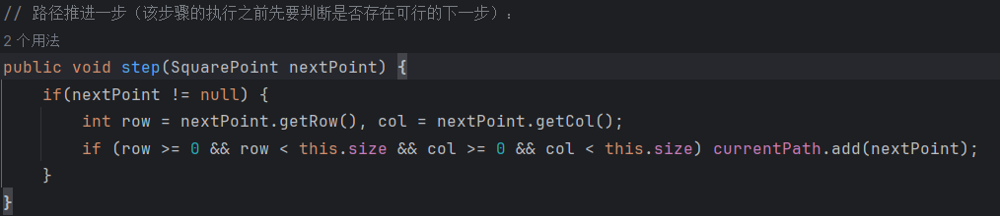 // 路径推进一步（该步骤的执行之前先要判断是否存在可行的下一步）：
2 个用法
public void step(SquarePoint nextPoint) {
    if(nextPoint != null) {
        int row = nextPoint.getRow(), col = nextPoint.getCol();
        if (row >= 0 && row < this.size && col >= 0 && col < this.size) currentPath.add(nextPoint);
    }
}